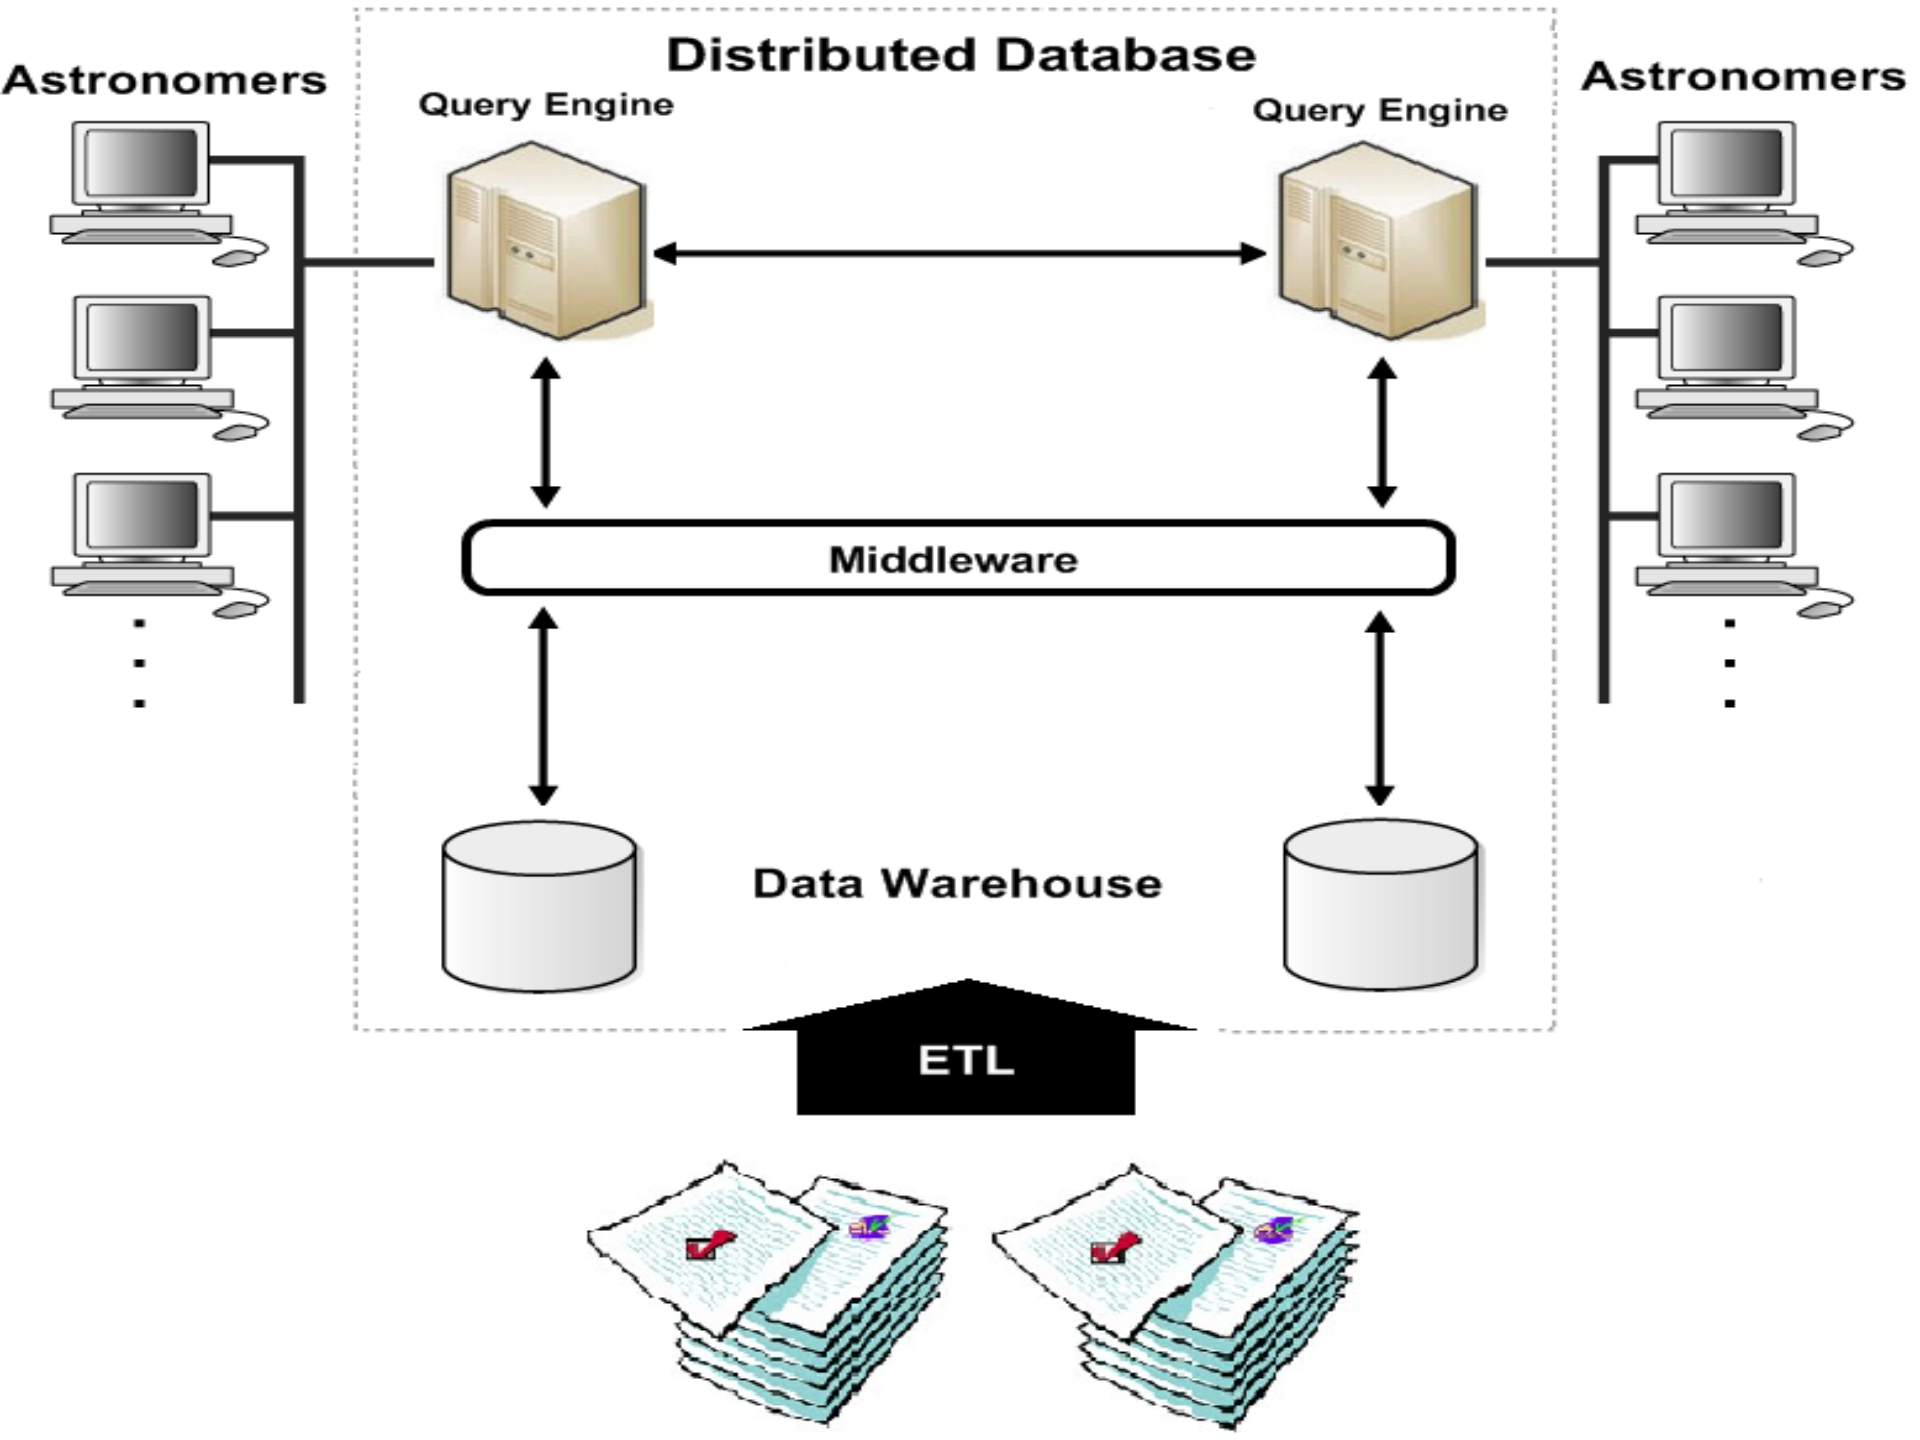 Distributed Database
Astronomers
Astronomers
Query Engine
Query Engine
Middleware
Data Warehouse
ETL